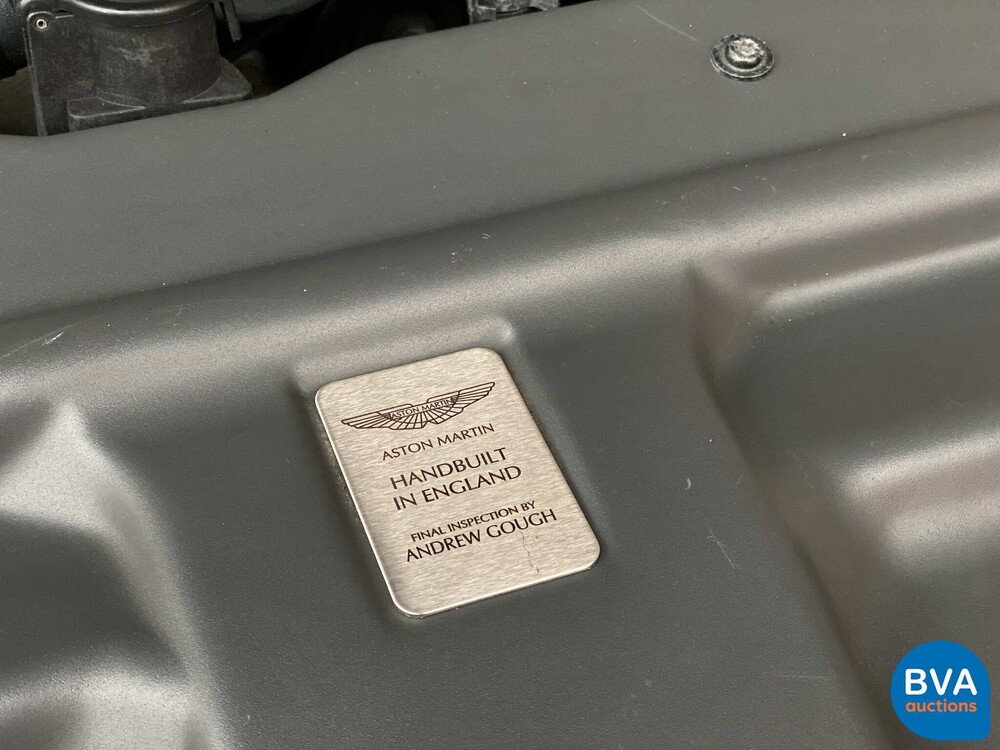 ASTON MARTIN
ASTON MARTIN
HANDBUILT
IN ENGLAND
FINAL INSPECTION BY
ANDREW GOUGH
BVA
auctions